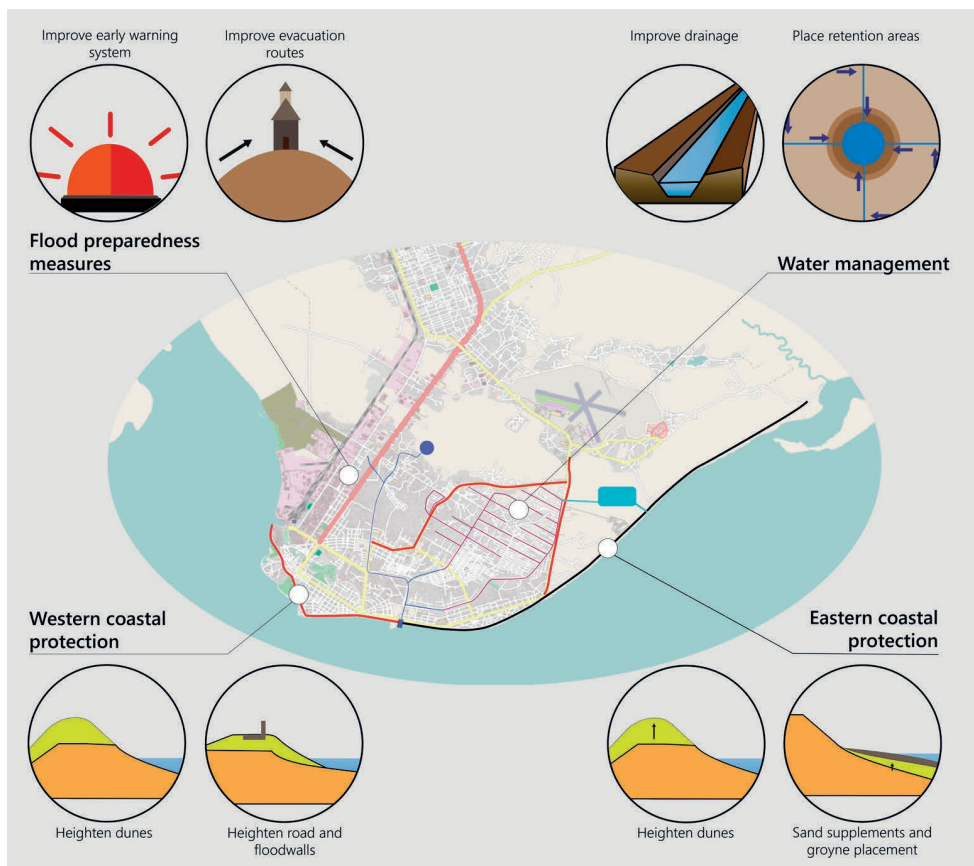 Improve early warning
system
Improve evacuation
routes
Improve drainage
Place retention areas
Flood preparedness
measures
Water management
Western coastal
protection
Eastern coastal
protection
Heighten dunes
Heighten road and
floodwalls
Heighten dunes
Sand supplements and
groyne placement